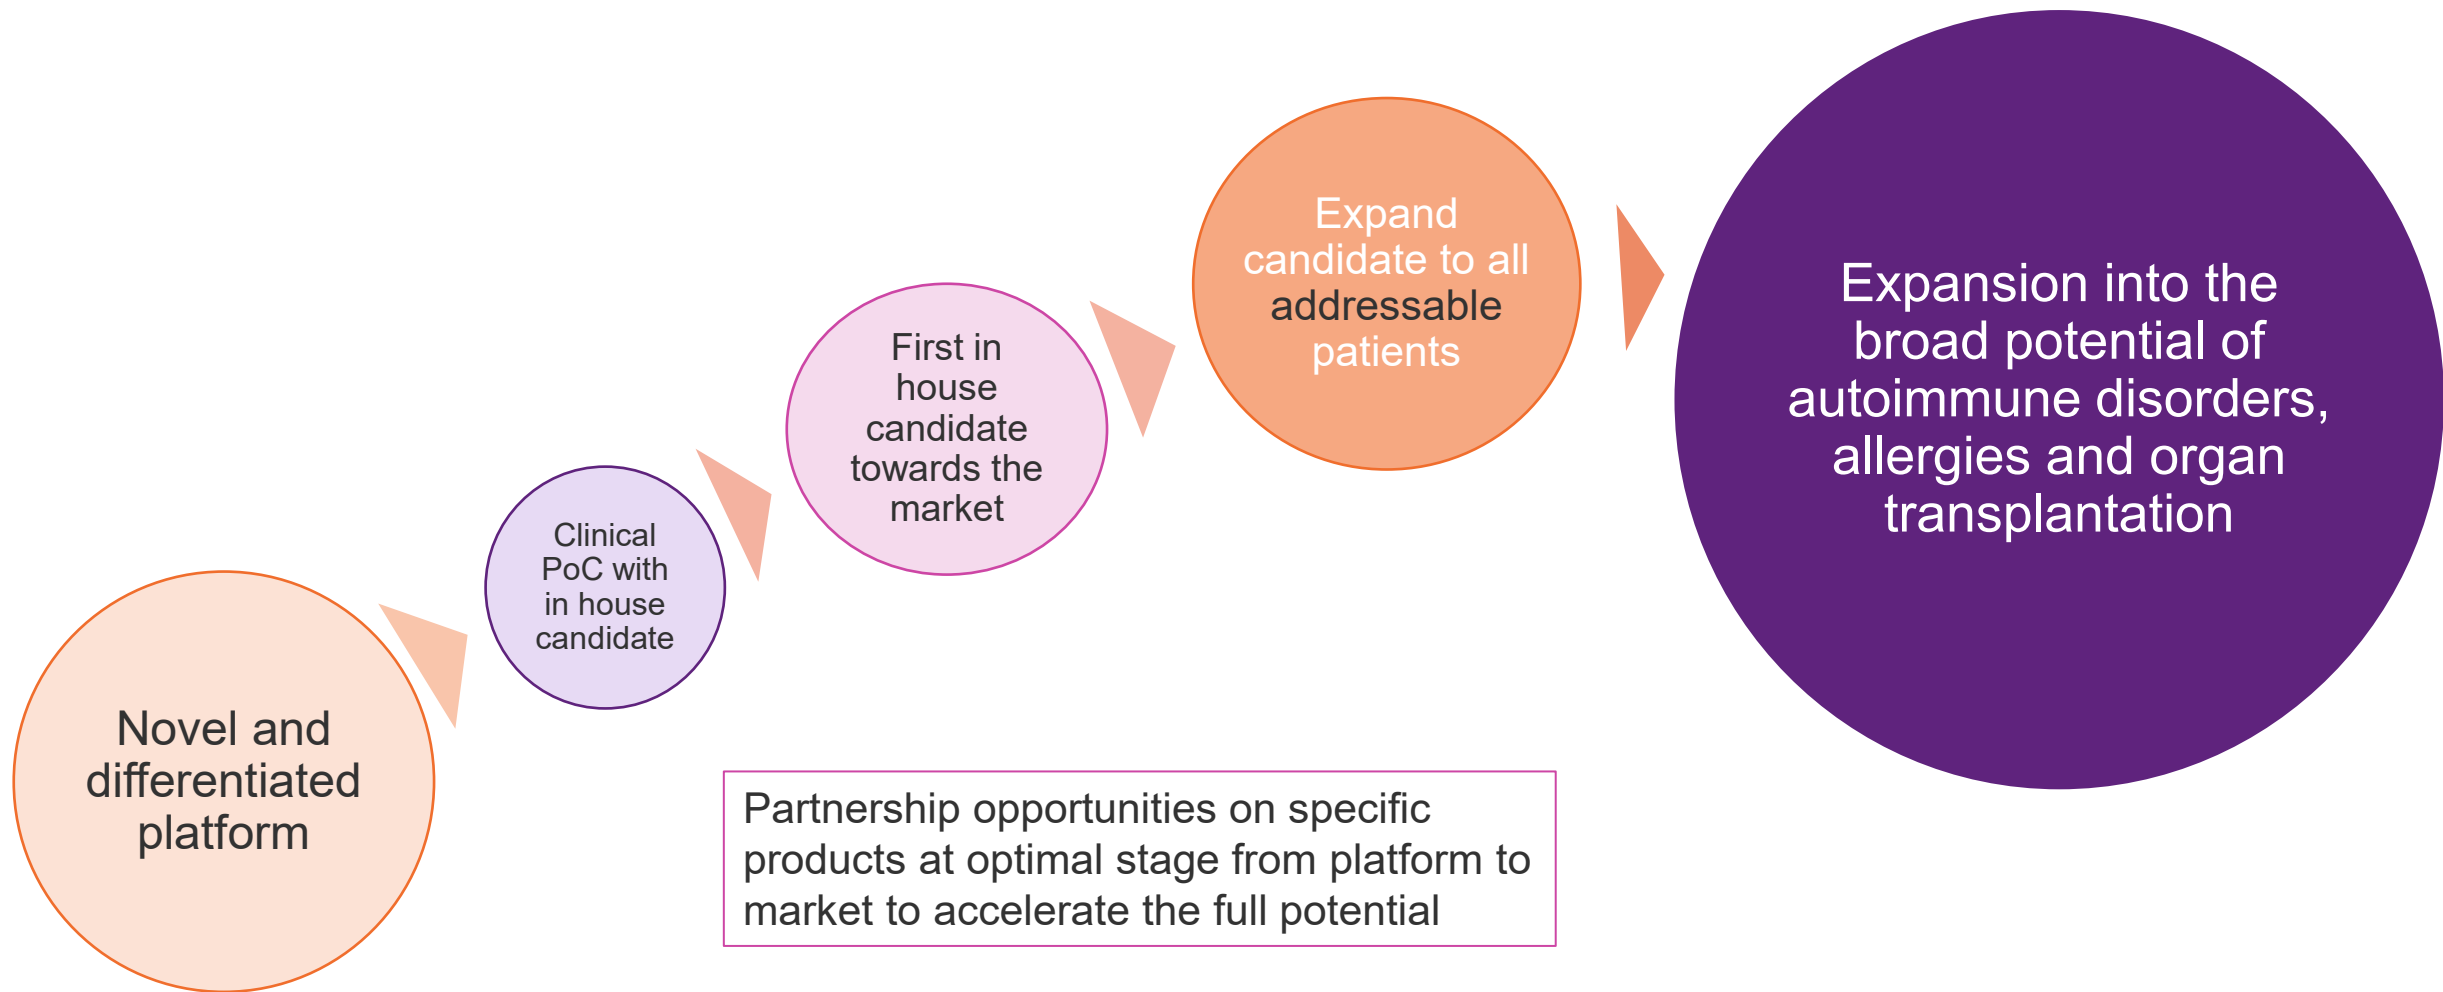 Novel and
differentiated
platform
Clinical
PoC with
in house
candidate
First in
house
candidate
towards the
market
Expand
candidate to all
addressable
patients
Expansion into the
broad potential of
autoimmune disorders,
allergies and organ
transplantation
Partnership opportunities on specific
products at optimal stage from platform to
market to accelerate the full potential